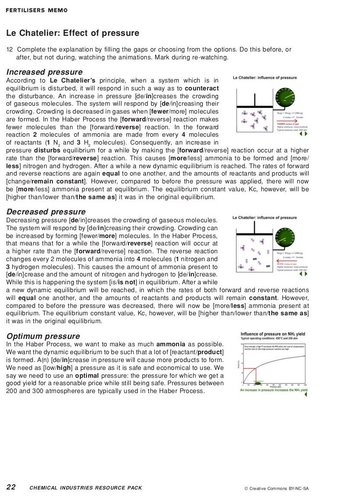 FERTILISERS MEMO
Le Chatelier: Effect of pressure
12 Complete the explanation by filling the gaps or choosing from the options. Do this before, or
after, but not during, watching the animations. Mark during re-watching.
Increased pressure
According to Le Chatelier's principle, when a system which is in
equilibrium is disturbed, it will respond in such a way as to counteract
the disturbance. An increase in pressure [de/in]creases the crowding
of gaseous molecules. The system will respond by [de/in]creasing their
crowding. Crowding is decreased in gases when [fewer/more] molecules
are formed. In the Haber Process the [forward/reverse] reaction makes
fewer molecules than the [forward/reverse] reaction. In the forward
reaction 2 molecules of ammonia are made from every 4 molecules
of reactants (1 N2 and 3 H2 molecules). Consequently, an increase in
pressure disturbs equilibrium for a while by making the [forward/reverse] reaction occur at a higher
rate than the [forward/reverse] reaction. This causes [more/less] ammonia to be formed and [more/
less] nitrogen and hydrogen. After a while a new dynamic equilibrium is reached. The rates of forward
and reverse reactions are again equal to one another, and the amounts of reactants and products will
[change/remain constant]. However, compared to before the pressure was applied, there will now
be [more/less] ammonia present at equilibrium. The equilibrium constant value, Kc, however, will be
[higher than/lower than/the same as] it was in the original equilibrium.
Le Chatelier: influence of pressure
Decreased pressure
Decreasing pressure [de/in]creases the crowding of gaseous molecules.
The system will respond by [de/in]creasing their crowding. Crowding can
be increased by forming [fewer/more] molecules. In the Haber Process,
that means that for a while the [forward/reverse] reaction will occur at
a higher rate than the [forward/reverse] reaction. The reverse reaction
changes every 2 molecules of ammonia into 4 molecules (1 nitrogen and
3 hydrogen molecules). This causes the amount of ammonia present to
[de/in]crease and the amount of nitrogen and hydrogen to [de/in]crease.
While this is happening the system [is/is not] in equilibrium. After a while
a new dynamic equilibrium will be reached, in which the rates of both forward and reverse reactions
will equal one another, and the amounts of reactants and products will remain constant. However,
compared to before the pressure was decreased, there will now be [more/less] ammonia present at
equilibrium. The equilibrium constant value, Kc, however, will be [higher than/lower than/the same as]
it was in the original equilibrium.
Le Chatelier: influence of pressure
Optimum pressure
In the Haber Process, we want to make as much ammonia as possible.
We want the dynamic equilibrium to be such that a lot of [reactant/product]
is formed. A[n] [de/in]crease in pressure will cause more products to form.
We need as [low/high] a pressure as it is safe and economical to use. We
say we need to use an optimal pressure: the pressure for which we get a
good yield for a reasonable price while still being safe. Pressures between
200 and 300 atmospheres are typically used in the Haber Process.
Influence of pressure on NH3 yield
Typical operating conditions: 450°C and 200 atm
An increase in pressure increases the NH3 yield
22 CHEMICAL INDUSTRIES RESOURCE PACK
© Creative Commons BY-NC-SA